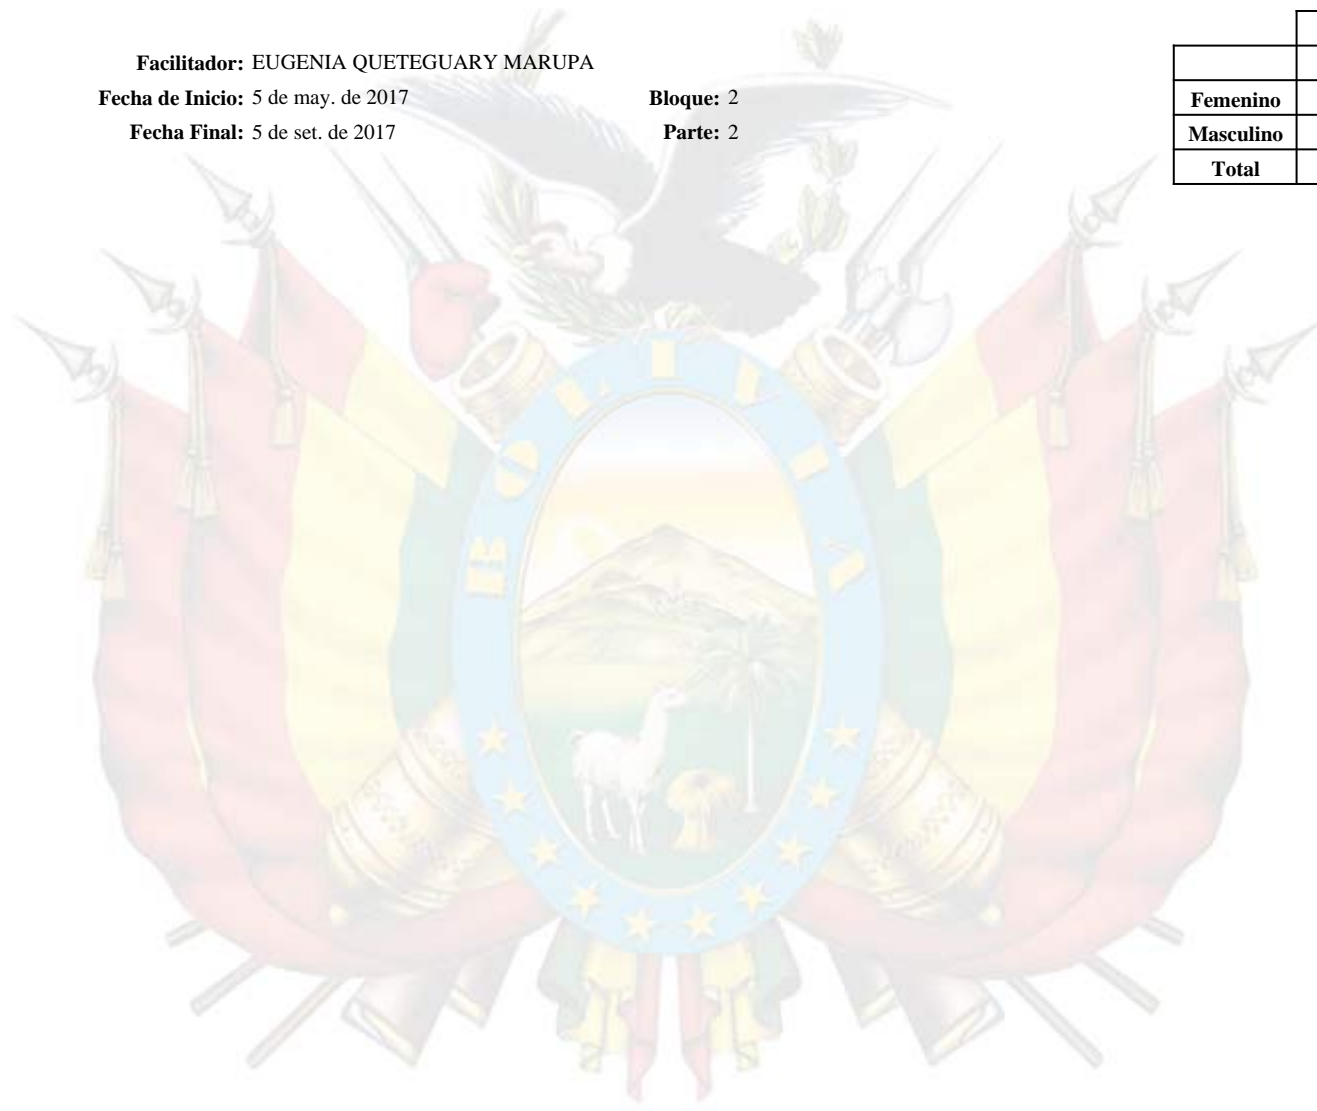 Facilitador: EUGENIA QUETEGUARY MARUPA
Fecha de Inicio: 5 de may. de 2017 Bloque: 2
Fecha Final: 5 de set. de 2017 Parte: 2
Femenino
Masculino
Total
BOLIVIA